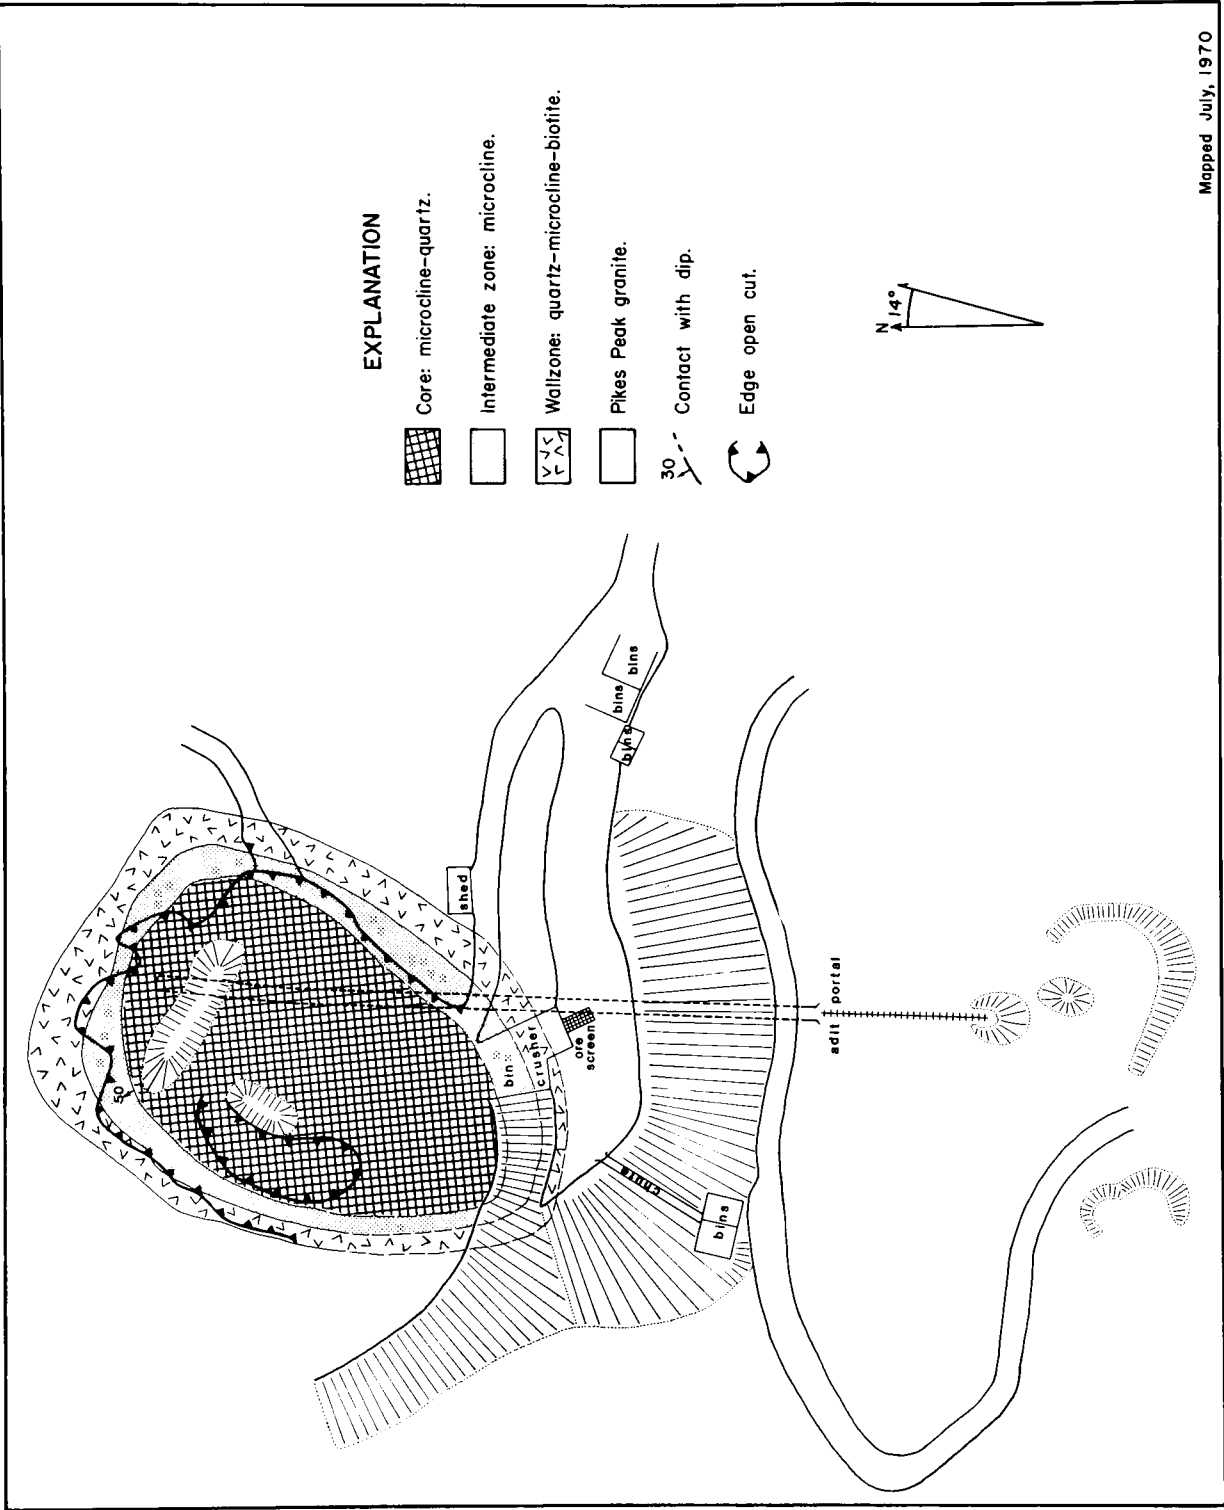 EXPLANATION
Core: microcline-quartz.
Intermediate zone: microcline.
Wallzone: quartz-microcline-biotite.
Pikes Peak granite.
30
Contact with dip.
Edge open cut.
N
14°
50
shed
bin
crusher
ore
screen
bins
bins
bins
chute
bins
adit portal
Mapped July, 1970